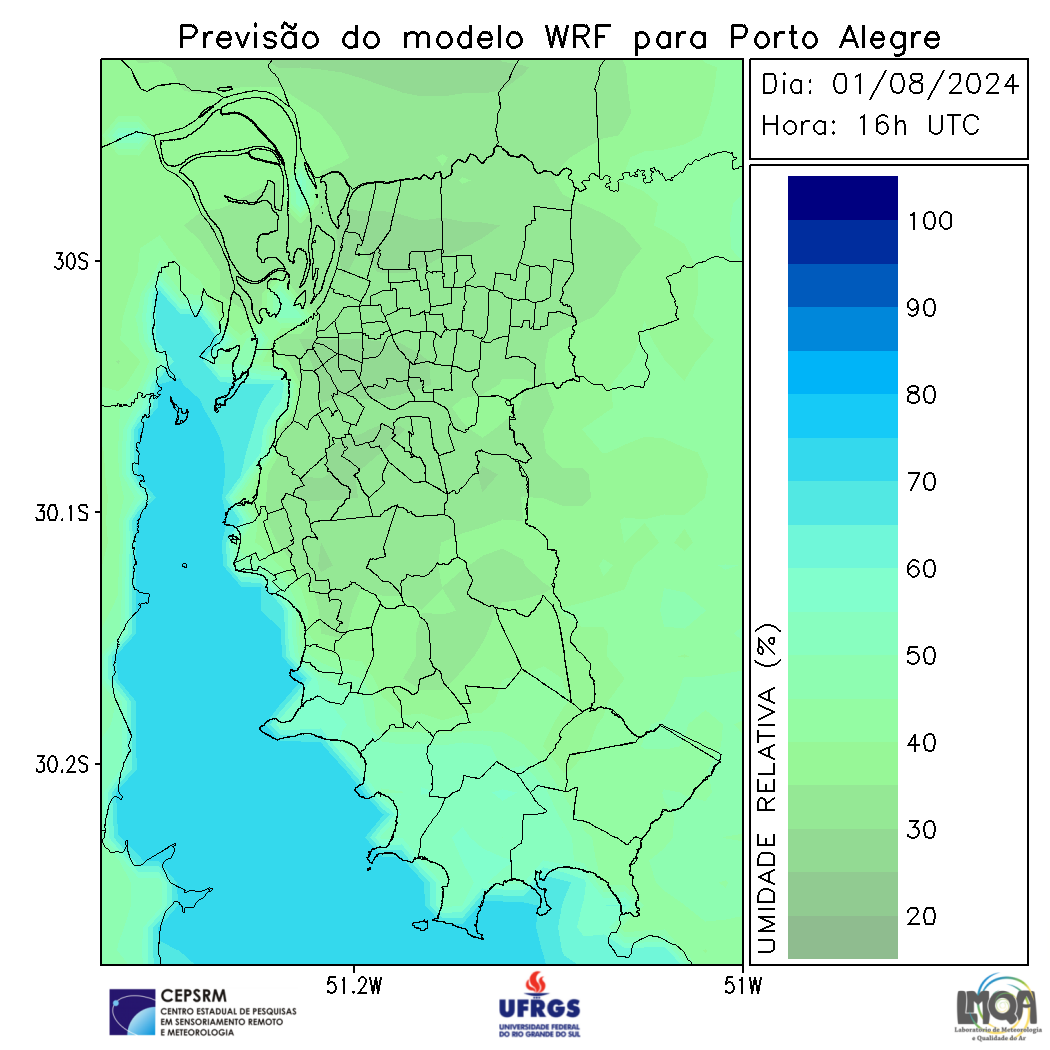 Previsão do modelo WRF para Porto Alegre
Dia: 01/08/2024
Hora: 16h UTC
30S
30.1S
30.2S
51.2W
51W
UMIDADE RELATIVA (%)
100
90
80
70
60
50
40
30
20
CEPSRM
CENTRO ESTADUAL DE PESQUISAS
EM SENSORIAMENTO REMOTO
E METEOROLOGIA
UFRGS
UNIVERSIDADE FEDERAL
DO RIO GRANDE DO SUL
LMQA
Laboratório de Meteorologia
e Qualidade do Ar